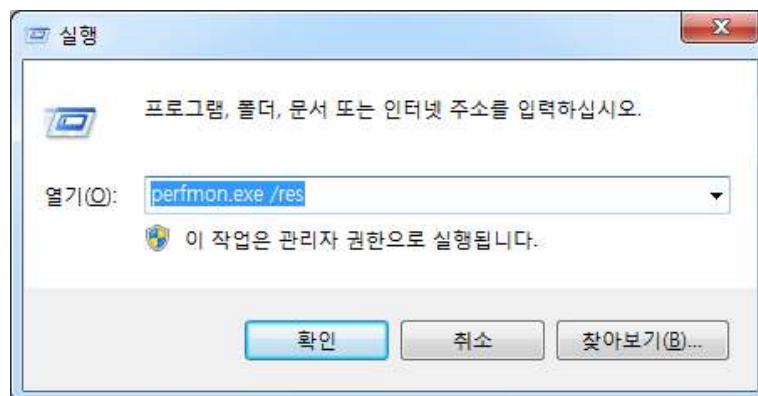 실행
프로그램, 폴더, 문서 또는 인터넷 주소를 입력하십시오.
열기(O): perfmon.exe /res
이 작업은 관리자 권한으로 실행됩니다.
확인 취소 찾아보기(B)...